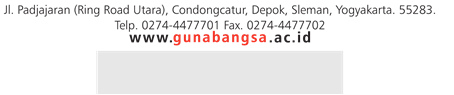 Jl. Padjajaran (Ring Road Utara), Condongcatur, Depok, Sleman, Yogyakarta. 55283.
Telp. 0274-4477701 Fax. 0274-4477702
www.gunabangsa.ac.id